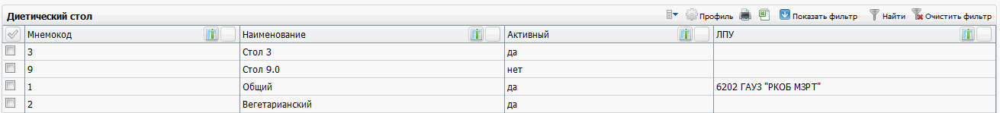 Диетический стол Профиль Показать фильтр Найти Очистить фильтр
Мнемокод Наименование Активный ЛПУ
3 Стол 3 да
9 Стол 9.0 нет
1 Общий да 6202 ГАУЗ "РКОБ МЗРТ"
2 Вегетарианский да